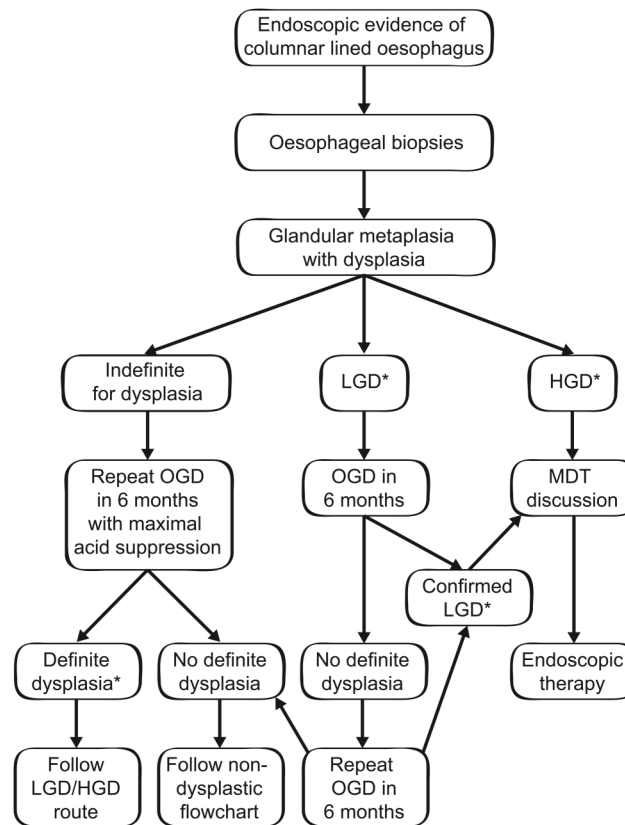 Endoscopic evidence of
columnar lined oesophagus
Oesophageal biopsies
Glandular metaplasia
with dysplasia
Indefinite
for dysplasia
LGD*
HGD*
Repeat OGD
in 6 months
with maximal
acid suppression
OGD in
6 months
MDT
discussion
Confirmed
LGD*
Definite
dysplasia*
No definite
dysplasia
No definite
dysplasia
Endoscopic
therapy
Follow
LGD/HGD
route
Follow non-
dysplastic
flowchart
Repeat
OGD in
6 months